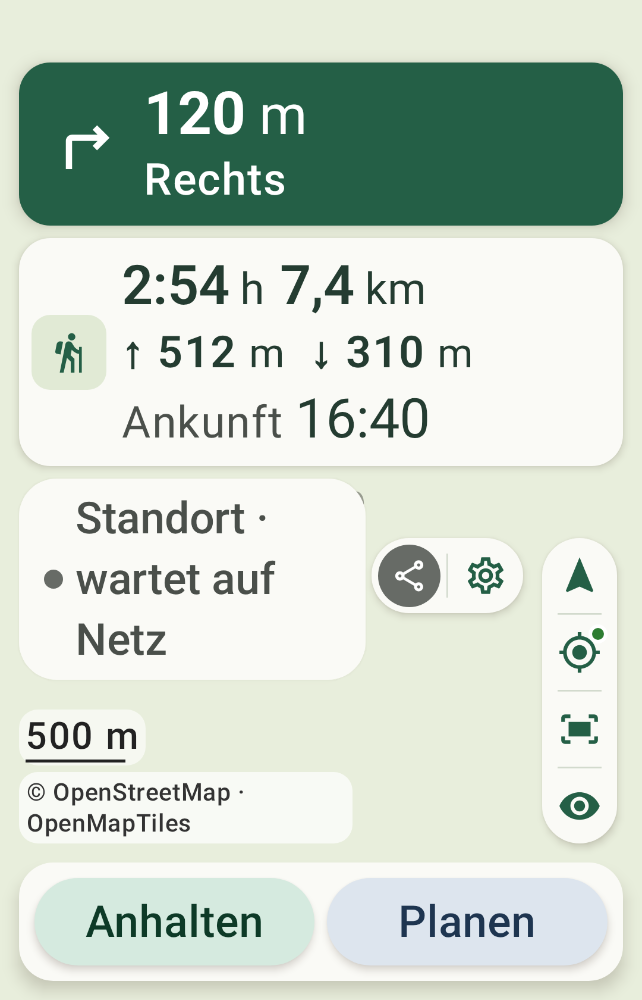 120 m
Rechts
2:54 h 7,4 km
↑ 512 m ↓ 310 m
Ankunft 16:40
Standort ·
wartet auf
Netz
500 m
© OpenStreetMap ·
OpenMapTiles
Anhalten
Planen